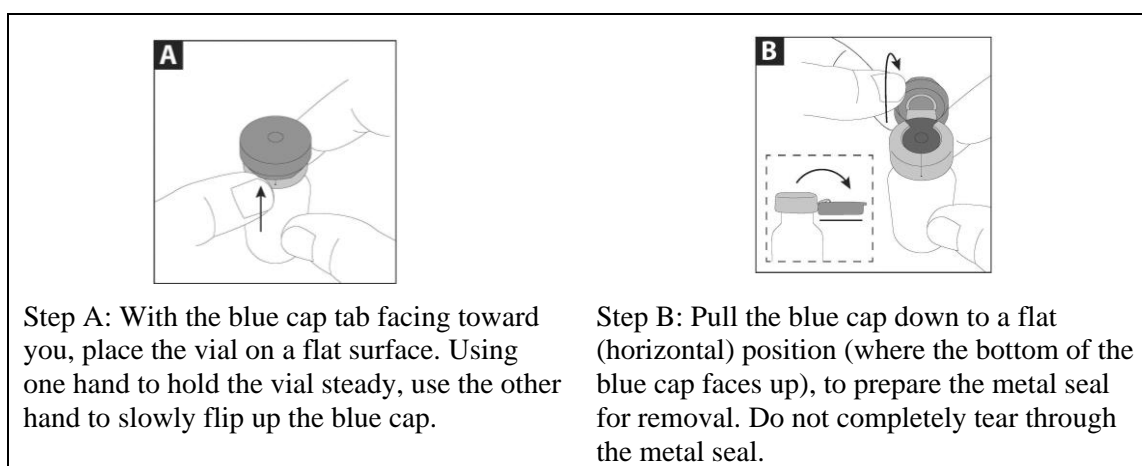 A
B
Step A: With the blue cap tab facing toward
you, place the vial on a flat surface. Using
one hand to hold the vial steady, use the other
hand to slowly flip up the blue cap.
Step B: Pull the blue cap down to a flat
(horizontal) position (where the bottom of the
blue cap faces up), to prepare the metal seal
for removal. Do not completely tear through
the metal seal.